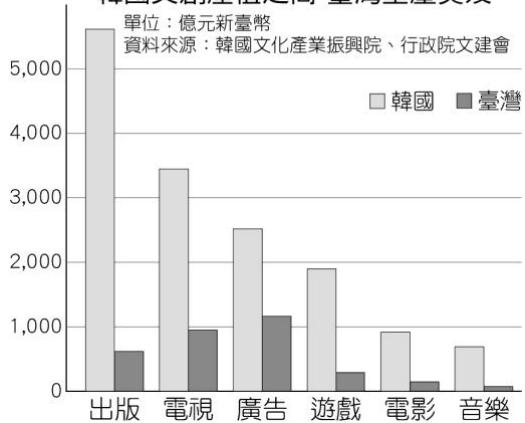 單位：億元新臺幣
資料來源：韓國文化產業振興院、行政院文建會
韓國 臺灣
5,000
4,000
3,000
2,000
1,000
0
出版 電視 廣告 遊戲 電影 音樂